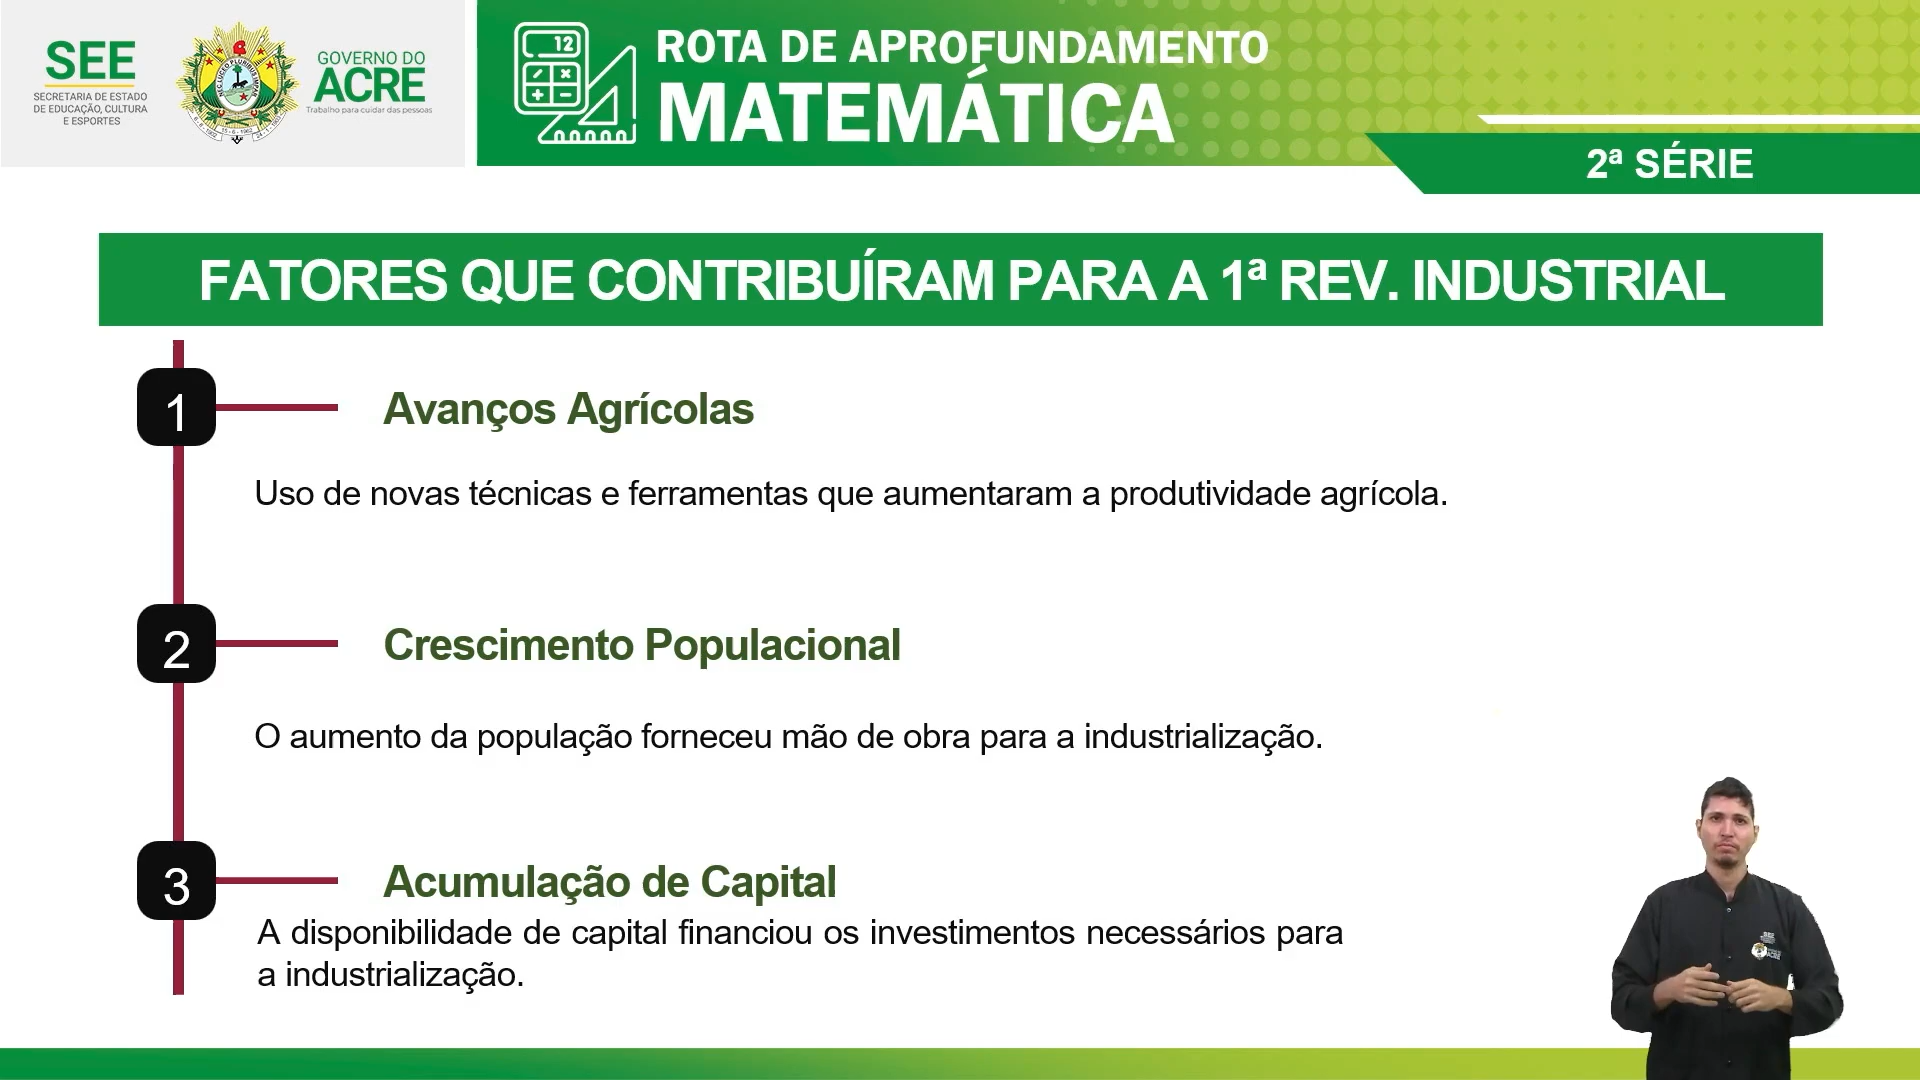 SEE
SECRETARIA DE ESTADO
DE EDUCAÇÃO, CULTURA
E ESPORTES
GOVERNO DO
ACRE
Trabalho para cuidar das pessoas
12
ROTA DE APROFUNDAMENTO
MATEMÁTICA
2ª SÉRIE
FATORES QUE CONTRIBUÍRAM PARA A 1ª REV. INDUSTRIAL
1
Avanços Agrícolas
Uso de novas técnicas e ferramentas que aumentaram a produtividade agrícola.
2
Crescimento Populacional
O aumento da população forneceu mão de obra para a industrialização.
3
Acumulação de Capital
A disponibilidade de capital financiou os investimentos necessários para
a industrialização.
SEE
ACRE